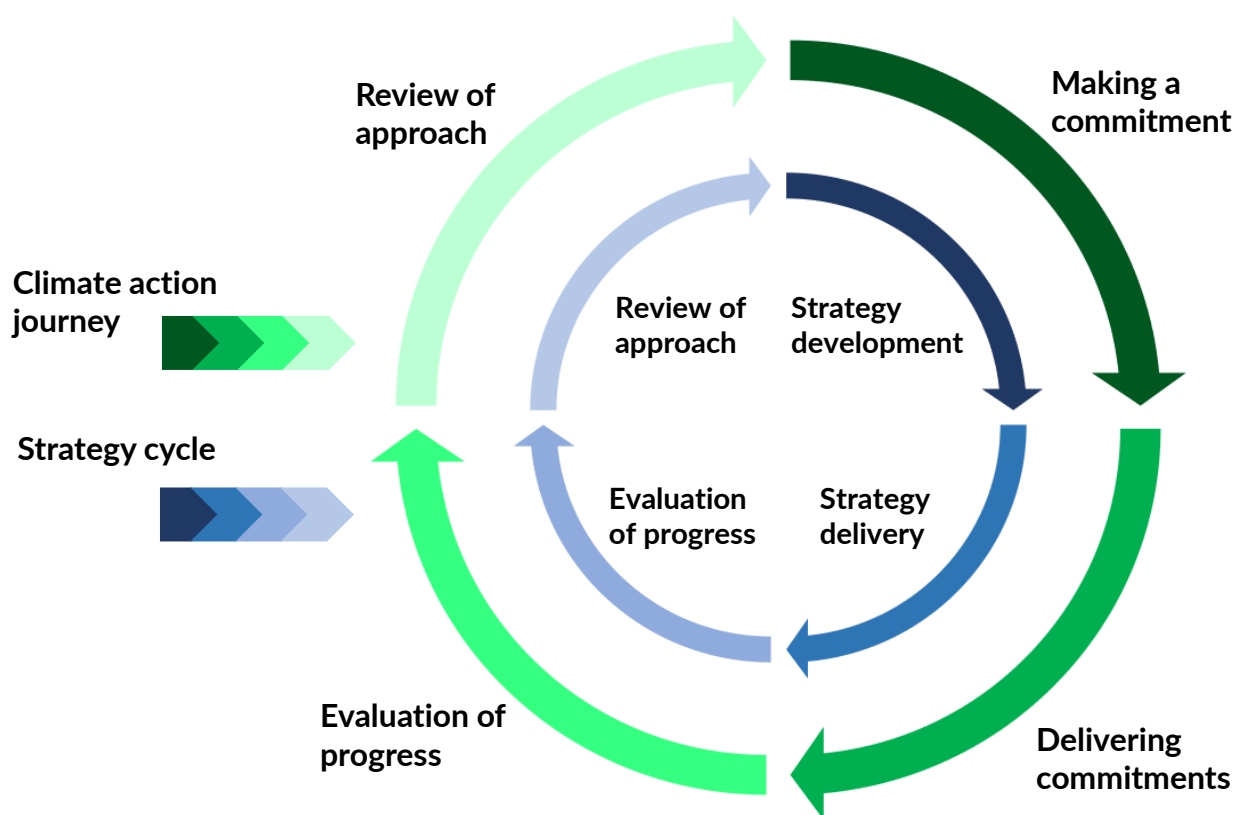 Review of
approach
Making a
commitment
Climate action
journey
Review of
approach
Strategy
development
Strategy cycle
Evaluation
of progress
Strategy
delivery
Evaluation of
progress
Delivering
commitments